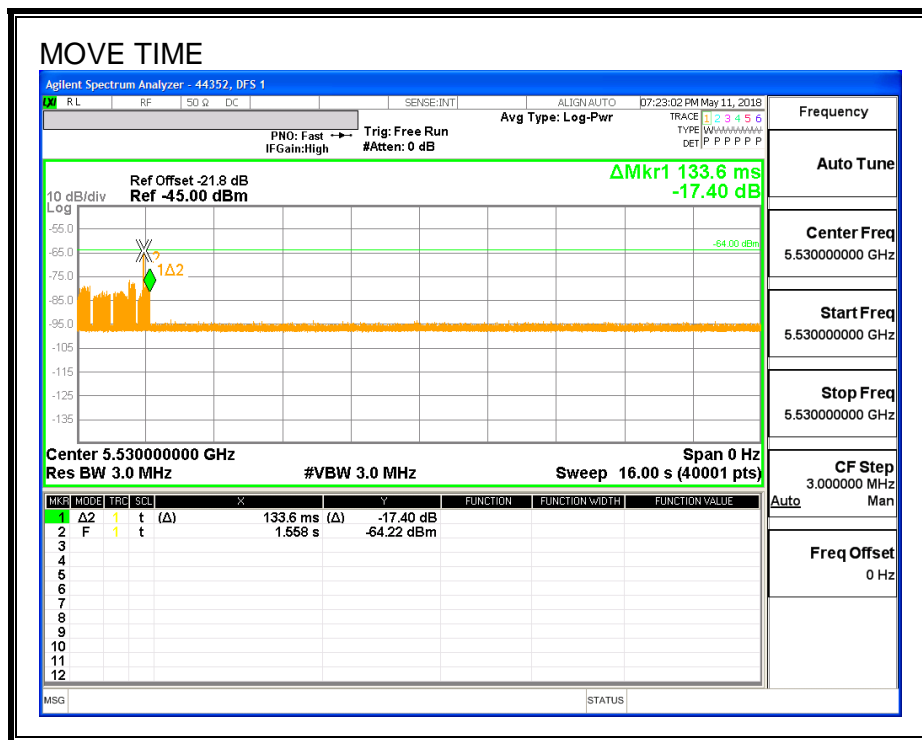 MOVE TIME
Agilent Spectrum Analyzer - 44352, DFS 1
LXI RL RF 50 Ω DC SENSE:INT ALIGN AUTO 07:23:02 PM May 11, 2018
Avg Type: Log-Pwr TRACE 1 2 3 4 5 6
PNO: Fast Trig: Free Run TYPE WWWWWW
IFGain:High #Atten: 0 dB DET P P P P P P
Frequency
Auto Tune
Center Freq
5.530000000 GHz
Start Freq
5.530000000 GHz
Stop Freq
5.530000000 GHz
CF Step
3.000000 MHz
Auto Man
Freq Offset
0 Hz
ΔMkr1 133.6 ms
-17.40 dB
Ref Offset -21.8 dB
10 dB/div Ref -45.00 dBm
Log
-55.0
-64.00 dBm
-65.0
2
1Δ2
-75.0
-85.0
-95.0
-105
-115
-125
-135
Center 5.530000000 GHz Span 0 Hz
Res BW 3.0 MHz #VBW 3.0 MHz Sweep 16.00 s (40001 pts)
MKR MODE TRC SCL X Y FUNCTION FUNCTION WIDTH FUNCTION VALUE
1 Δ2 1 t (Δ) 133.6 ms (Δ) -17.40 dB
2 F 1 t 1.558 s -64.22 dBm
3
4
5
6
7
8
9
10
11
12
MSG STATUS